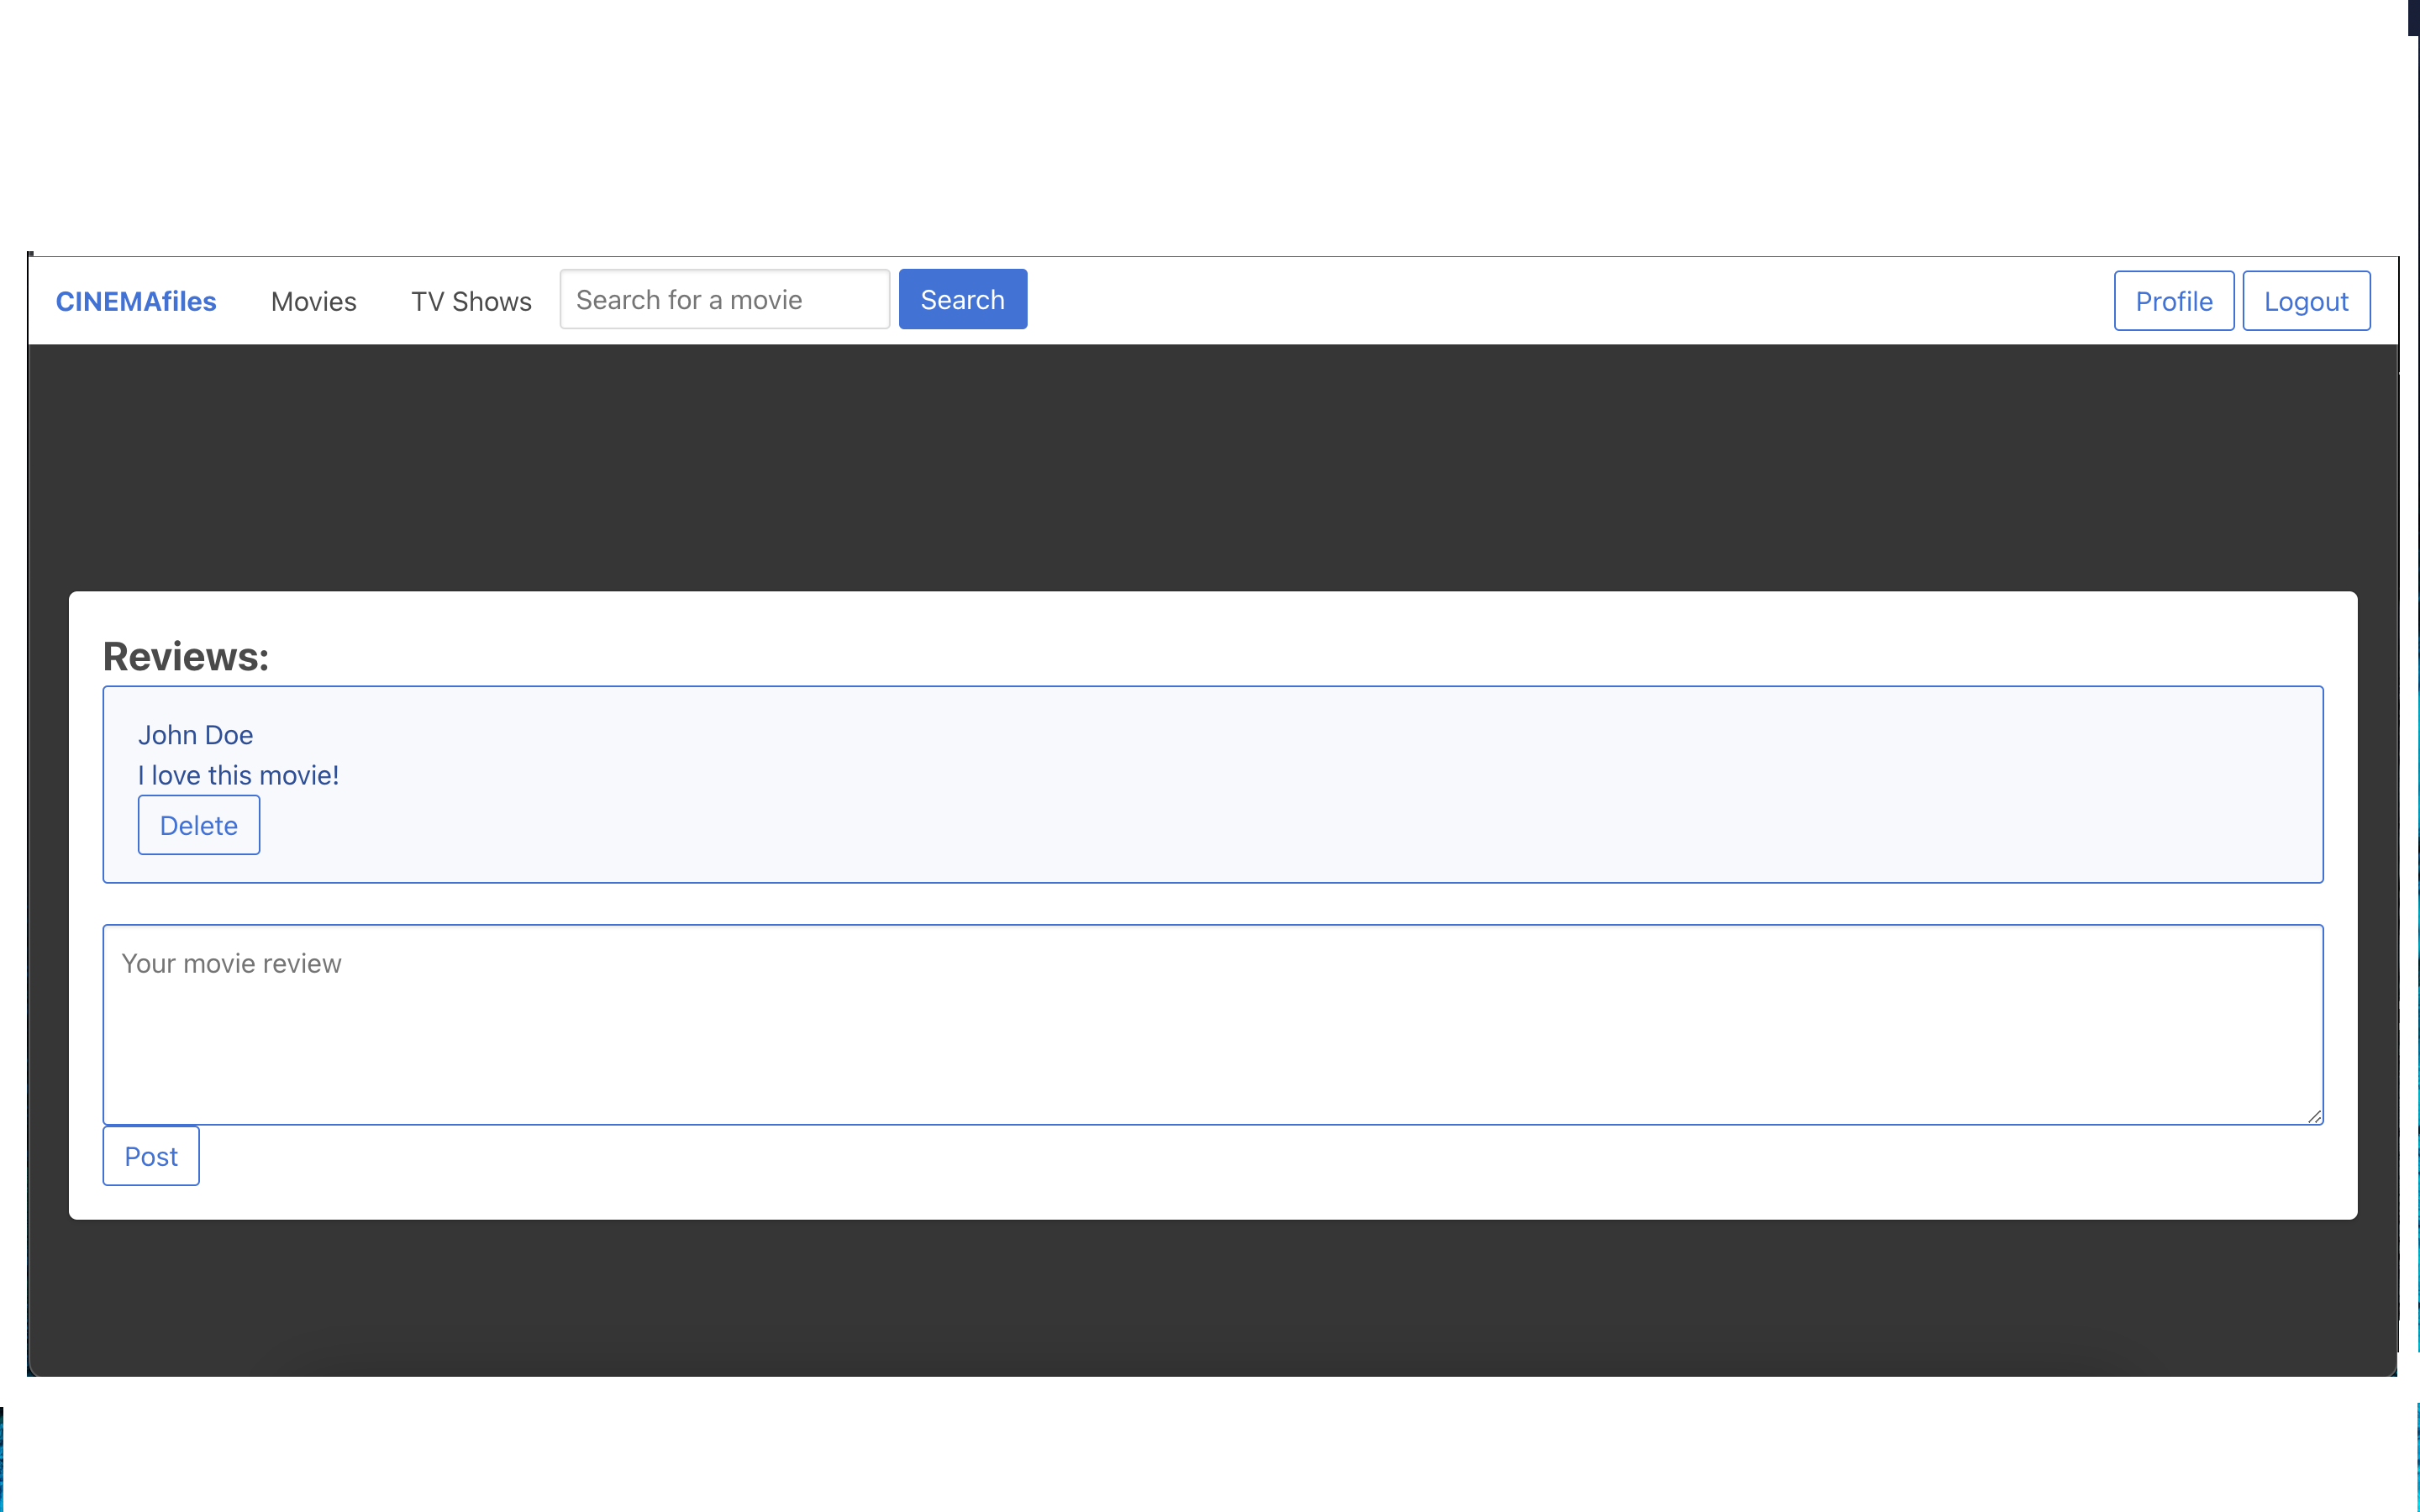 CINEMAfiles Movies TV Shows Search for a movie Search Profile Logout
Reviews:
John Doe
I love this movie!
Delete
Your movie review
Post